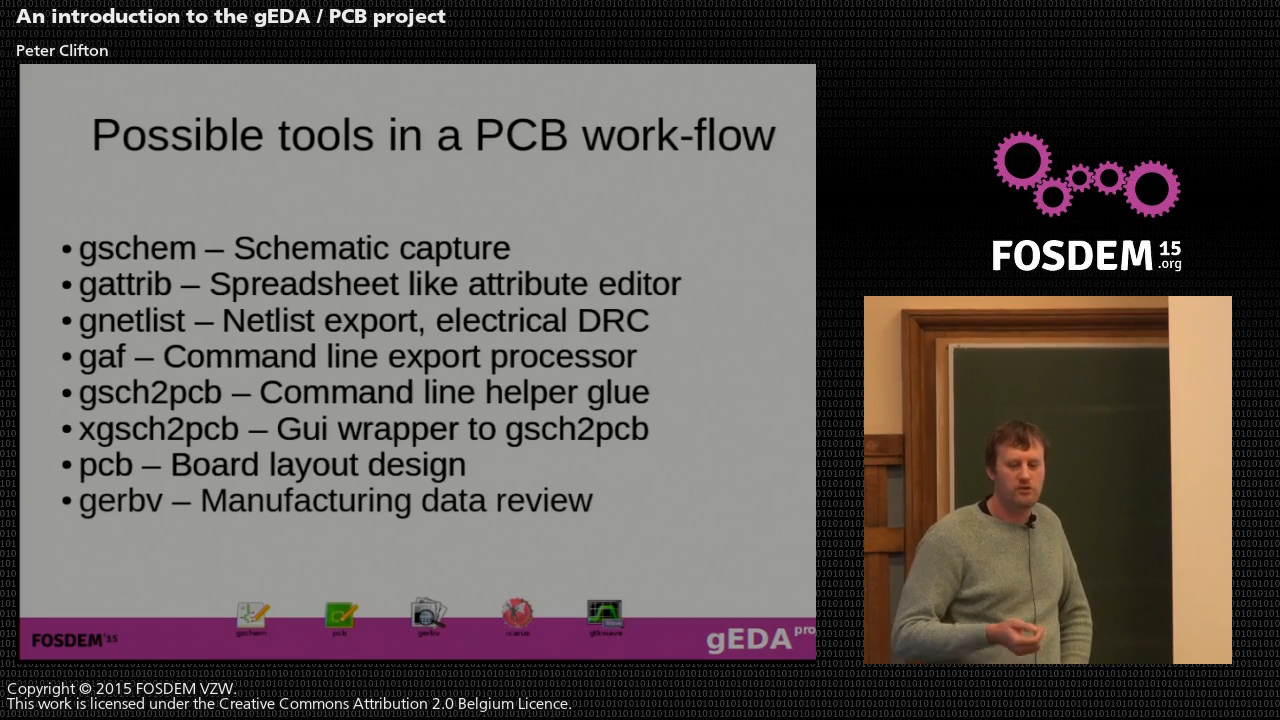 An introduction to the gEDA / PCB project
Peter Clifton
Possible tools in a PCB work-flow
• gschem – Schematic capture
• gattrib – Spreadsheet like attribute editor
• gnetlist – Netlist export, electrical DRC
• gaf – Command line export processor
• gsch2pcb – Command line helper glue
• xgsch2pcb – Gui wrapper to gsch2pcb
• pcb – Board layout design
• gerbv – Manufacturing data review
gschem pcb gerbv icarus gtkwave
FOSDEM'15
gEDA pro
FOSDEM 15
.org
Copyright © 2015 FOSDEM VZW.
This work is licensed under the Creative Commons Attribution 2.0 Belgium Licence.